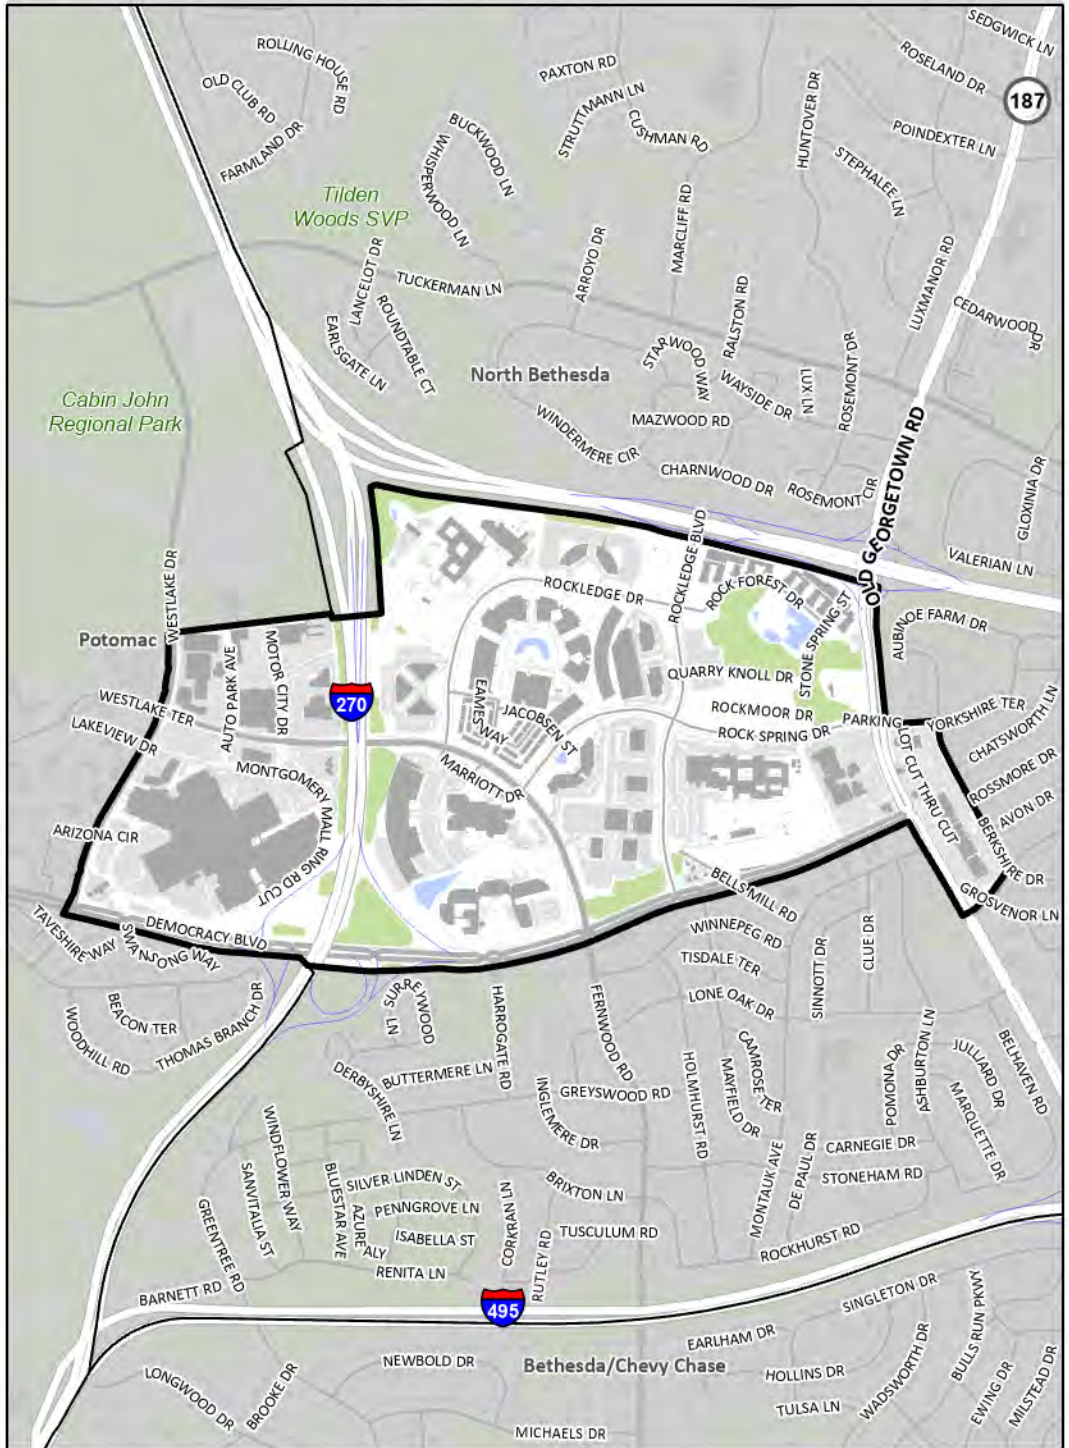 SEDGWICK LN
ROSELAND DR
187
ROLLING HOUSE RD
OLD CLUB RD
FARMLAND DR
PAXTON RD
STRUTTMANN LN
CUSHMAN RD
HUNTOVER DR
POINDEXTER LN
STEPHALEE LN
BUCKWOOD LN
WHISPERWOOD LN
Tilden
Woods SVP
LANCELOT DR
TUCKERMAN LN
ARROYO DR
MARCLIFF RD
LUXMANOR RD
CEDARWOOD DR
RALSTON RD
ROUNDTABLE CT
EARLSGATE LN
STARWOOD WAY
ROSEMONT DR
North Bethesda
WAYSIDE DR
LUX LN
Cabin John
Regional Park
MAZWOOD RD
WINDERMERE CIR
CHARNWOOD DR
ROSEMONT CIR
OLD GEORGETOWN RD
GLOXINIA DR
VALERIAN LN
ROCKLEDGE BLVD
WESTLAKE DR
ROCKLEDGE DR
ROCK FOREST DR
STONE SPRING ST
AUBINOE FARM DR
Potomac
MOTOR CITY DR
AUTO PARK AVE
QUARRY KNOLL DR
270
EAMES WAY
JACOBSEN ST
ROCKMOOR DR
ROCK SPRING DR
PARKING LOT CUT THRU CUT
YORKSHIRE TER
CHATSWORTH LN
WESTLAKE TER
LAKEVIEW DR
MONTGOMERY MALL RING RD CUT
MARRIOTT DR
ROSSMORE DR
AVON DR
BERKSHIRE DR
ARIZONA CIR
BELLS MILL RD
GROSVENOR LN
TAVESHIRE WAY
SWANSONG WAY
DEMOCRACY BLVD
WINNEPEG RD
TISDALE TER
CLUE DR
SINNOTT DR
LONE OAK DR
BEACON TER
WOODHILL RD
THOMAS BRANCH DR
SURREYWOOD LN
HARROGATE RD
FERNWOOD RD
CAMROSE TER
MAYFIELD DR
HOLMHURST RD
POMONA DR
ASHBURTON LN
JULLIARD DR
BELHAVEN RD
MARQUETTE DR
DERBYSHIRE LN
BUTTERMERE LN
INGLEMERE DR
GREYSWOOD RD
CARNEGIE DR
STONEHAM RD
MONTAUK AVE
DE PAUL DR
WINDFLOWER WAY
SANVITALIA ST
BLUESTAR AVE
SILVER LINDEN ST
AZURE ALY
PENNGROVE LN
ISABELLA ST
RENITA LN
CORKRAN LN
BRIXTON LN
TUSCULUM RD
RUTLEY RD
ROCKHURST RD
GREENTREE RD
BARNETT RD
495
SINGLETON DR
BULLS RUN PKWY
EARLHAM DR
NEWBOLD DR
Bethesda/Chevy Chase
HOLLINS DR
WADSWORTH DR
EWING DR
MILSTEAD DR
LONGWOOD DR
BROOKE DR
TULSA LN
MICHAELS DR